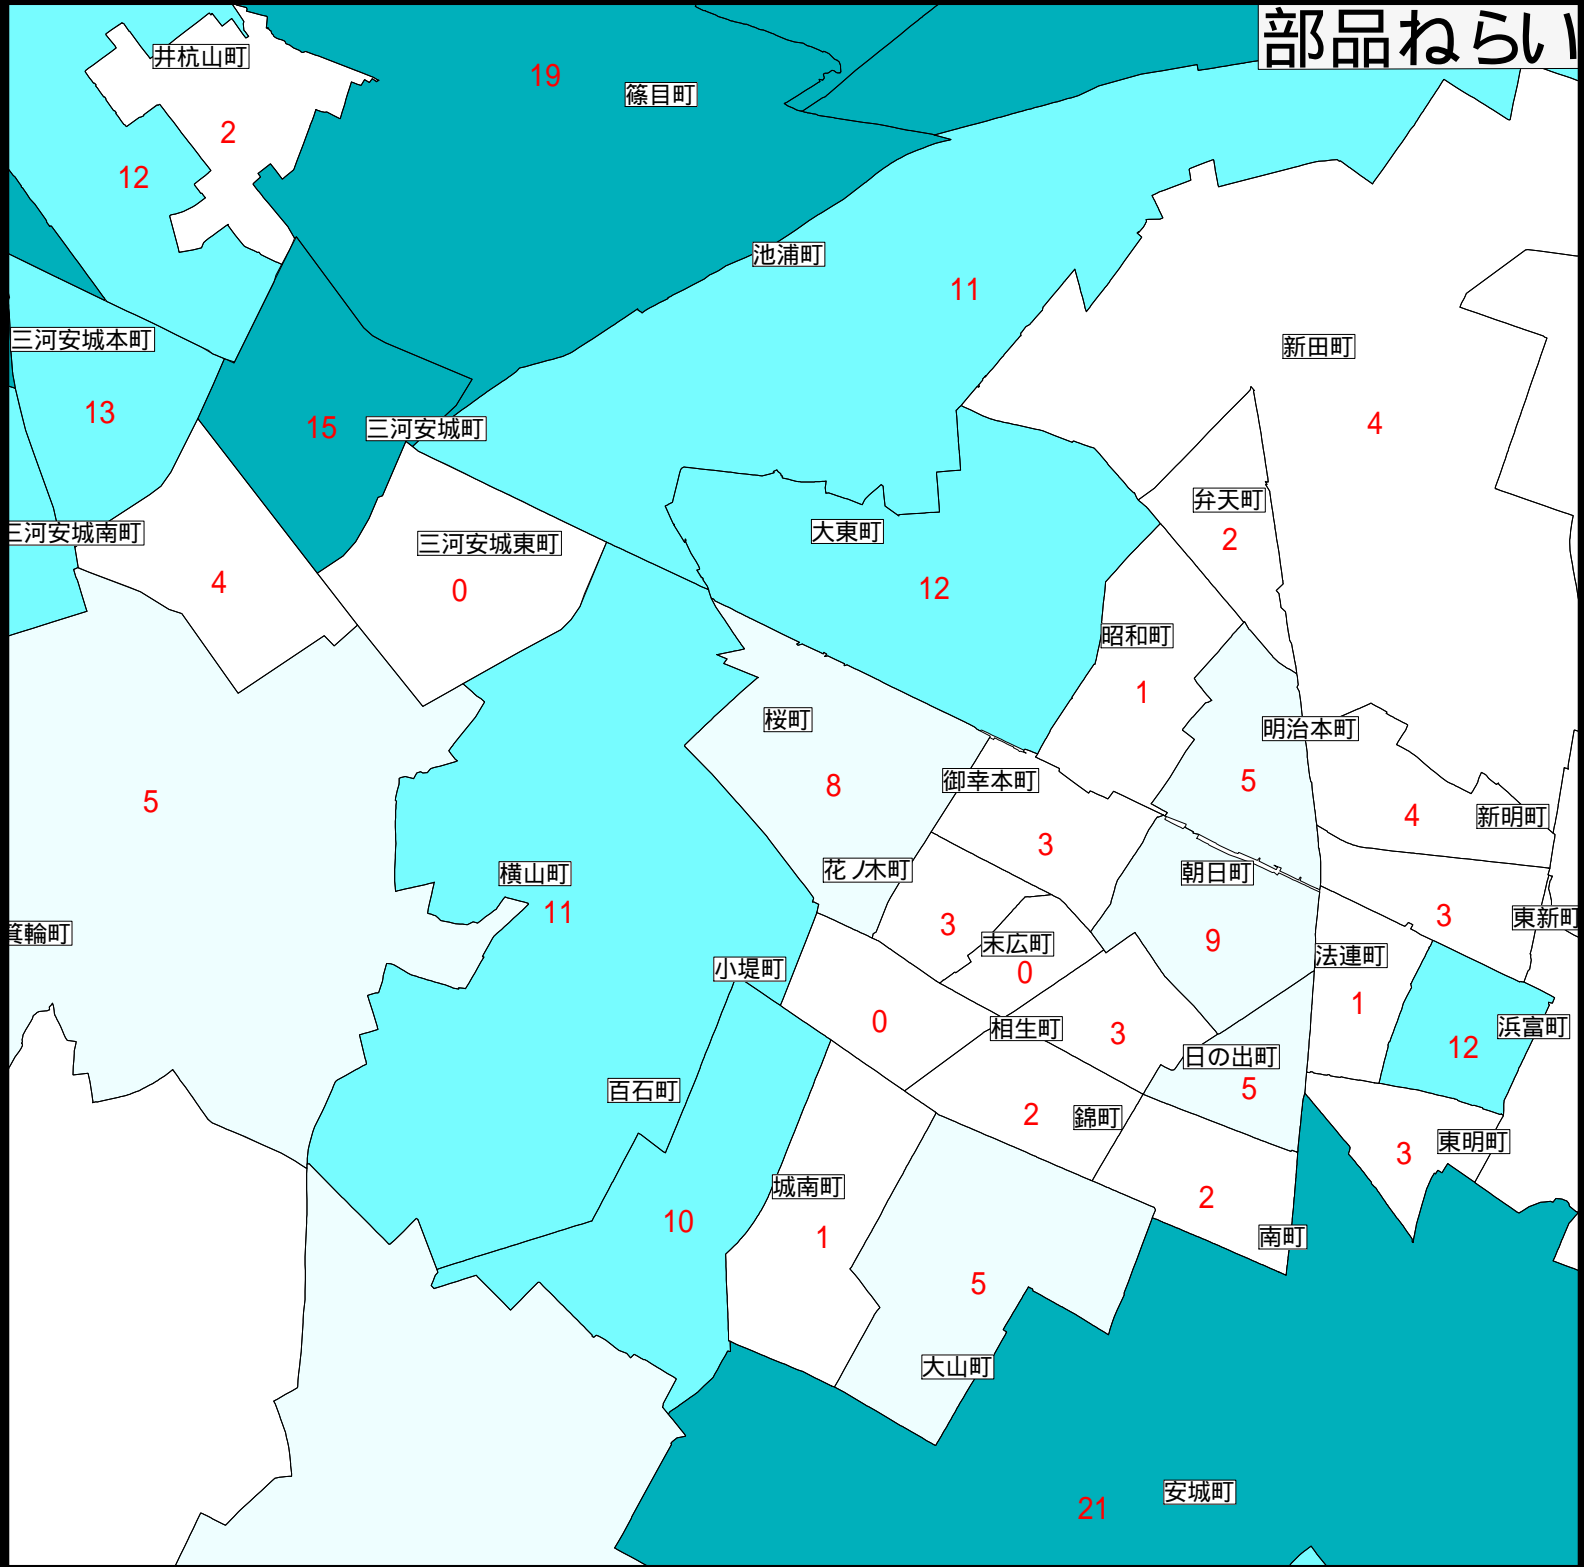 部品ねらい
井杭山町
19
篠目町
2
12
池浦町
11
三河安城本町
新田町
13
15
三河安城町
4
弁天町
三河安城南町
三河安城東町
大東町
2
4
0
12
昭和町
1
桜町
明治本町
5
8
御幸本町
5
4
新明町
3
横山町
花ノ木町
朝日町
11
3
3
東新町
箕輪町
末広町
9
法連町
小堤町
0
1
0
相生町
3
浜富町
12
日の出町
百石町
5
2
錦町
東明町
3
城南町
2
10
1
南町
5
大山町
安城町
21